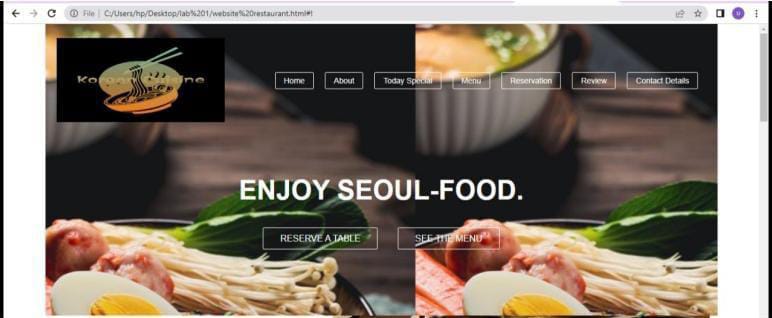 File C:/Users/hp/Desktop/lab%201/website%20restaurant.html#!
Korean Cuisine
Home About Today Special Menu Reservation Review Contact Details
ENJOY SEOUL-FOOD.
RESERVE A TABLE SEE THE MENU